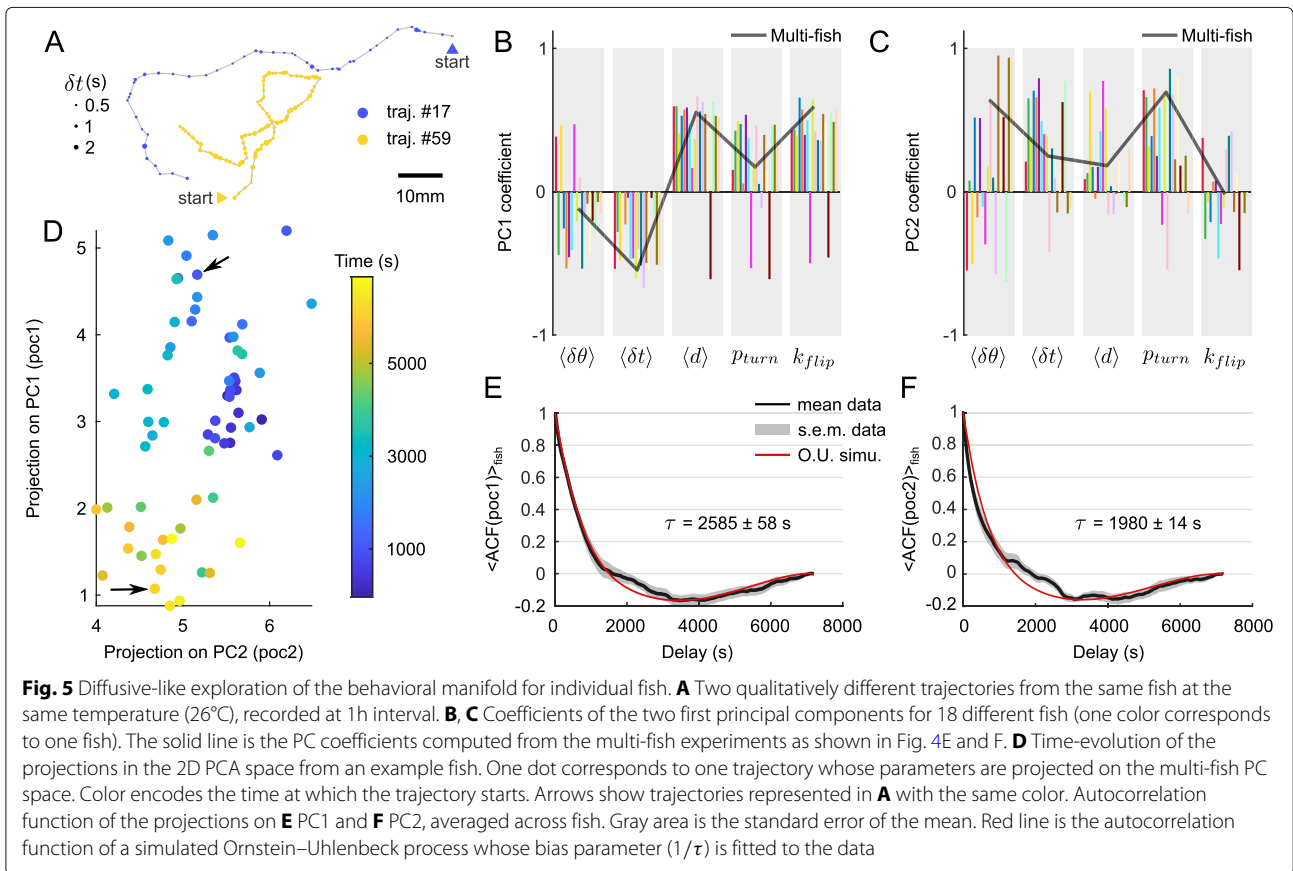 A
start
δt(s)
· 0.5
• 1
• 2
traj. #17
traj. #59
start
10mm
B
Multi-fish
1
0
-1
PC1 coefficient
⟨δθ⟩ ⟨δt⟩ ⟨d⟩ pturn kflip
C
Multi-fish
1
0
-1
PC2 coefficient
⟨δθ⟩ ⟨δt⟩ ⟨d⟩ pturn kflip
D
Time (s)
5000
3000
1000
5
4
3
2
1
Projection on PC1 (poc1)
4 5 6
Projection on PC2 (poc2)
E
mean data
s.e.m. data
O.U. simu.
1
0.8
0.6
0.4
0.2
0
-0.2
<ACF(poc1)>fish
τ = 2585 ± 58 s
0 2000 4000 6000 8000
Delay (s)
F
1
0.8
0.6
0.4
0.2
0
-0.2
<ACF(poc2)>fish
τ = 1980 ± 14 s
0 2000 4000 6000 8000
Delay (s)
Fig. 5 Diffusive-like exploration of the behavioral manifold for individual fish. A Two qualitatively different trajectories from the same fish at the
same temperature (26°C), recorded at 1h interval. B, C Coefficients of the two first principal components for 18 different fish (one color corresponds
to one fish). The solid line is the PC coefficients computed from the multi-fish experiments as shown in Fig. 4E and F. D Time-evolution of the
projections in the 2D PCA space from an example fish. One dot corresponds to one trajectory whose parameters are projected on the multi-fish PC
space. Color encodes the time at which the trajectory starts. Arrows show trajectories represented in A with the same color. Autocorrelation
function of the projections on E PC1 and F PC2, averaged across fish. Gray area is the standard error of the mean. Red line is the autocorrelation
function of a simulated Ornstein–Uhlenbeck process whose bias parameter (1/τ) is fitted to the data